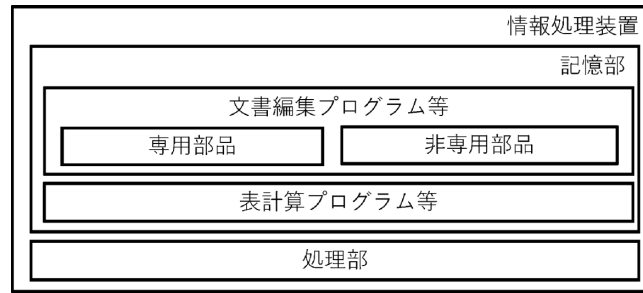 情報処理装置
記憶部
文書編集プログラム等
専用部品
非専用部品
表計算プログラム等
処理部